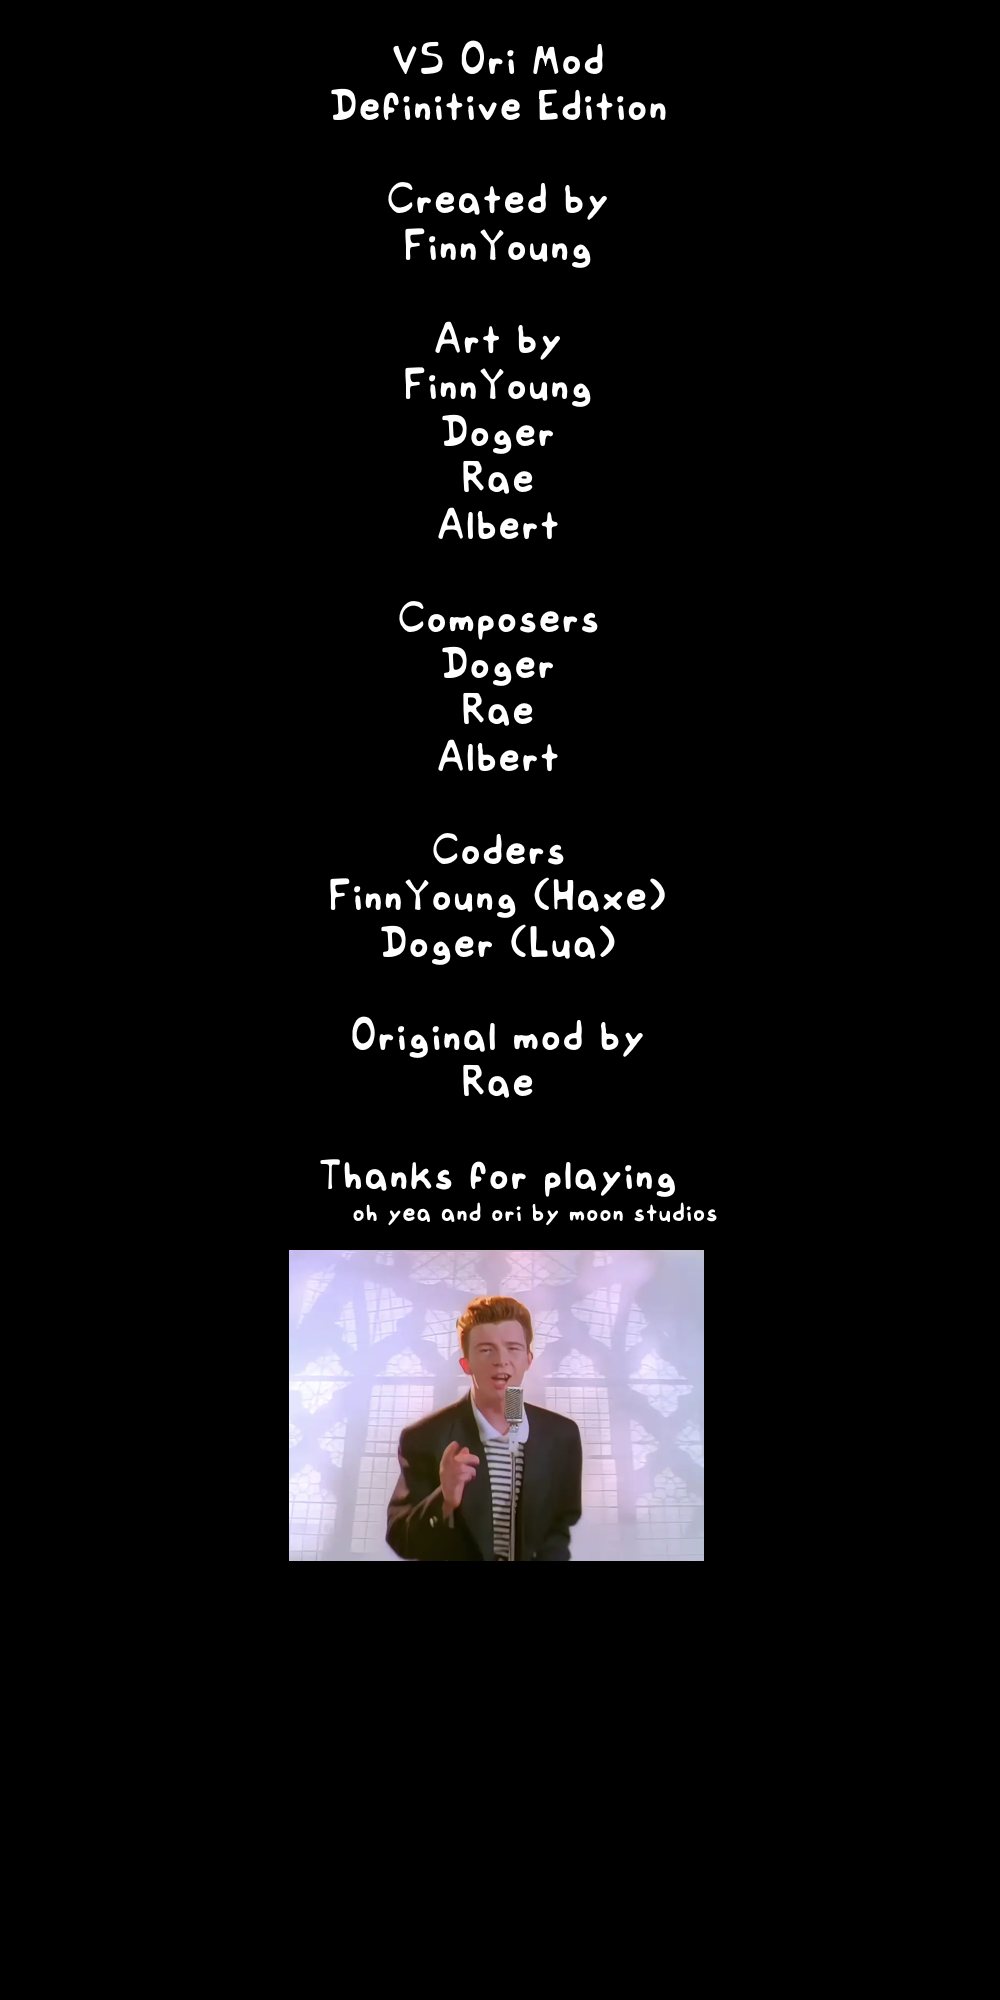 VS Ori Mod
Definitive Edition
Created by
FinnYoung
Art by
FinnYoung
Doger
Rae
Albert
Composers
Doger
Rae
Albert
Coders
FinnYoung (Haxe)
Doger (Lua)
Original mod by
Rae
Thanks for playing
oh yea and ori by moon studios